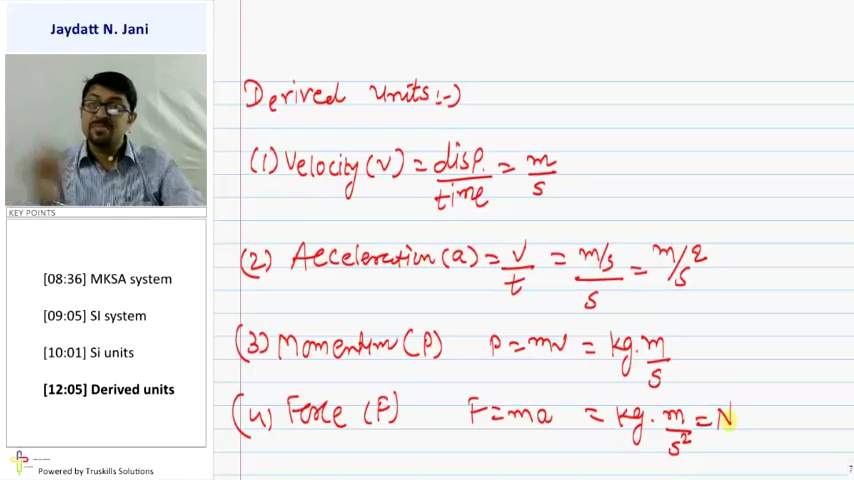 Jaydatt N. Jani
KEY POINTS
[08:36] MKSA system
[09:05] SI system
[10:01] Si units
[12:05] Derived units
Powered by Truskills Solutions
Derived units :-)
(1) Velocity (v) = disp. / time = m / s
(2) Acceleration (a) = v / t = m/s / s = m/s2
(3) Momentum (P) P = mv = kg. m / s
(4) Force (F) F = ma = kg. m / s2 = N
7